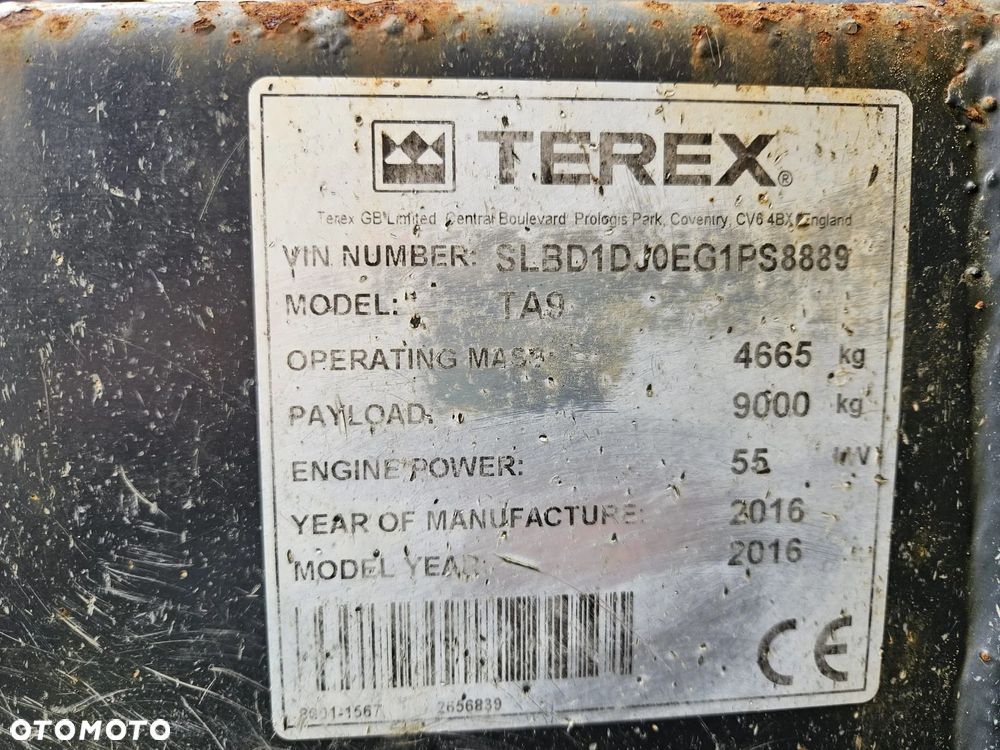 TEREX®
Terex GB Limited Central Boulevard Prologis Park, Coventry, CV6 4BX England
VIN NUMBER: SLBD1DJ0EG1PS8889
MODEL: TA9
OPERATING MASS: 4665 kg
PAYLOAD: 9000 kg
ENGINE POWER: 55 kW
YEAR OF MANUFACTURE: 2016
MODEL YEAR: 2016
CE
2656839
OTOMOTO